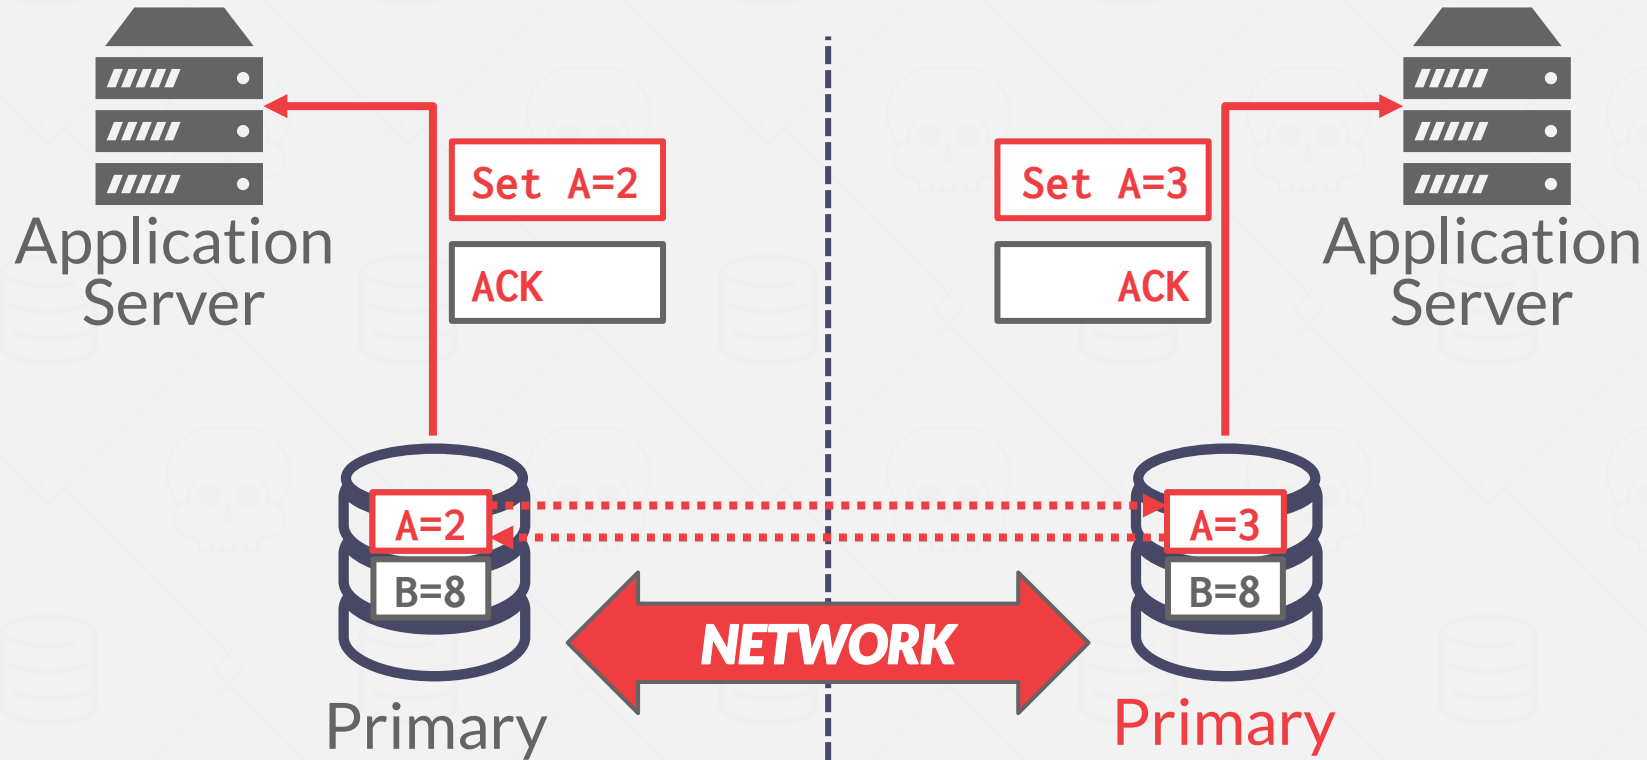 Set A=2
Set A=3
Application
Server
ACK
ACK
Application
Server
A=2
A=3
B=8
B=8
NETWORK
Primary
Primary